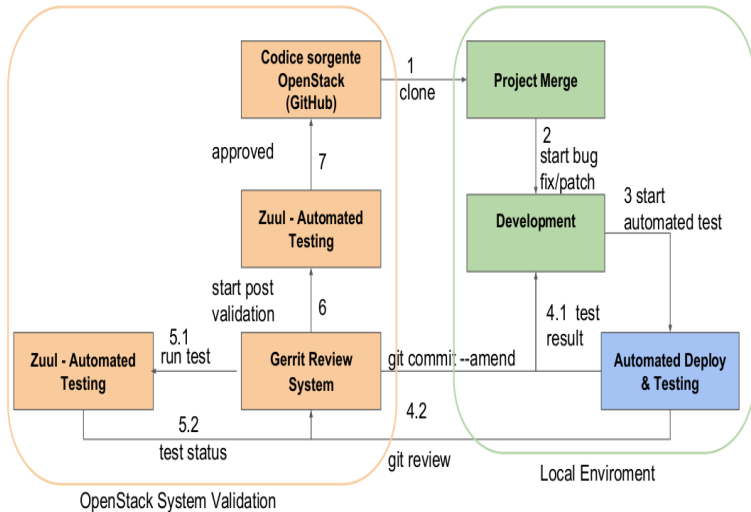 Codice sorgente
OpenStack
(GitHub)
1
clone
Project Merge
2
start bug
fix/patch
approved
7
Zuul - Automated
Testing
Development
3 start
automated test
start post
validation
6
4.1 test
result
5.1
run test
Zuul - Automated
Testing
Gerrit Review
System
git commit --amend
Automated Deploy
& Testing
5.2
test status
4.2
git review
Local Enviroment
OpenStack System Validation